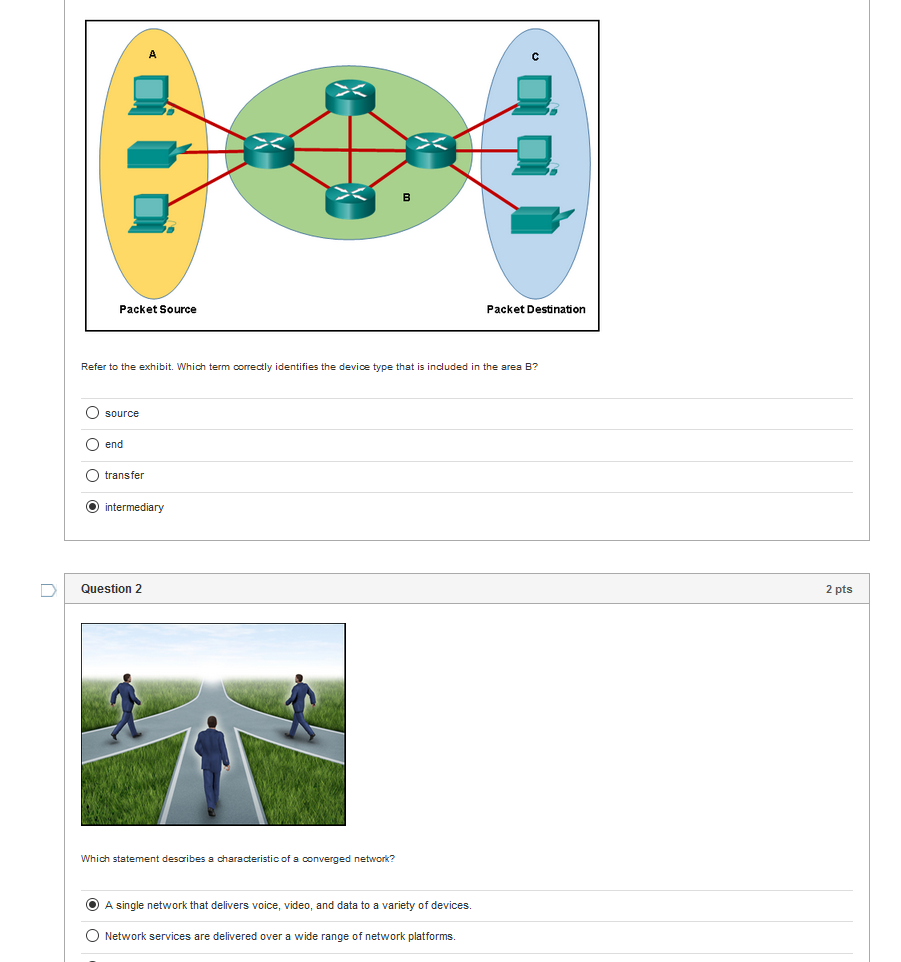 A
C
B
Packet Source
Packet Destination
Refer to the exhibit. Which term correctly identifies the device type that is included in the area B?
source
end
transfer
intermediary
Question 2
2 pts
Which statement describes a characteristic of a converged network?
A single network that delivers voice, video, and data to a variety of devices.
Network services are delivered over a wide range of network platforms.